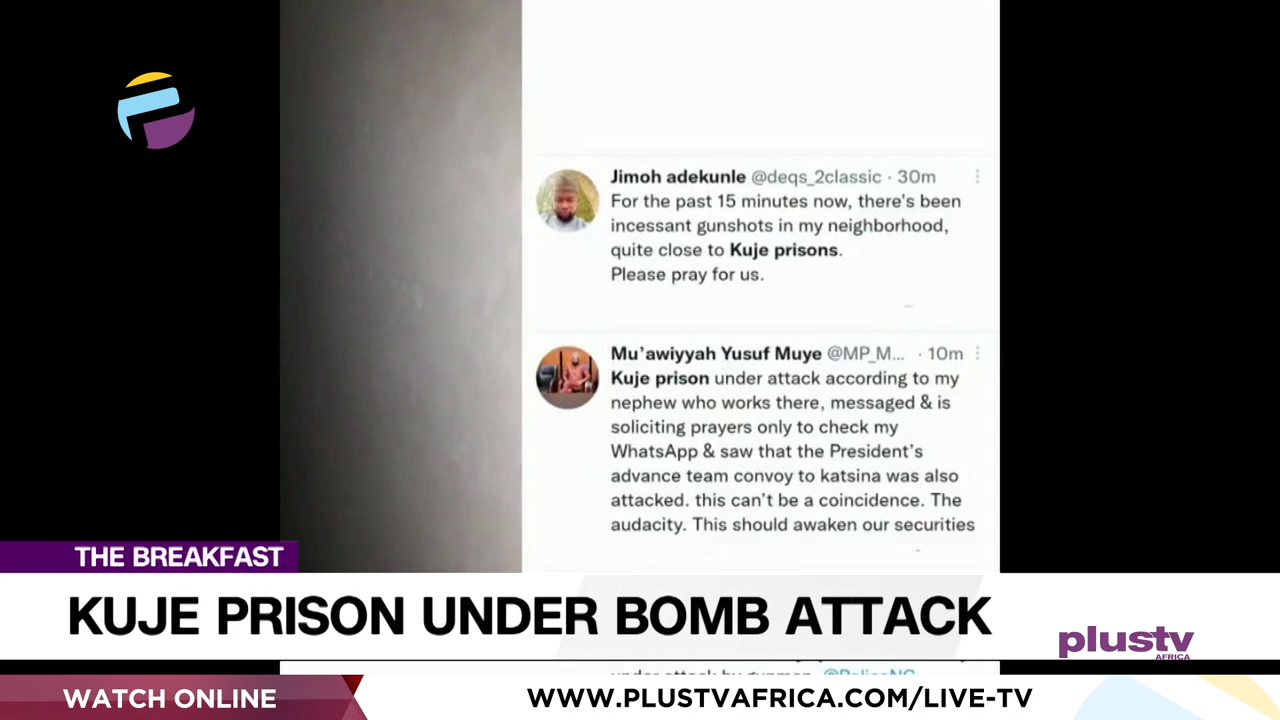 Jimoh adekunle @deqs_2classic · 30m
For the past 15 minutes now, there's been
incessant gunshots in my neighborhood,
quite close to Kuje prisons.
Please pray for us.
Mu’awiyyah Yusuf Muye @MP_M... · 10m
Kuje prison under attack according to my
nephew who works there, messaged & is
soliciting prayers only to check my
WhatsApp & saw that the President’s
advance team convoy to katsina was also
attacked. this can’t be a coincidence. The
audacity. This should awaken our securities
THE BREAKFAST
KUJE PRISON UNDER BOMB ATTACK
plustv
AFRICA
WATCH ONLINE
WWW.PLUSTVAFRICA.COM/LIVE-TV